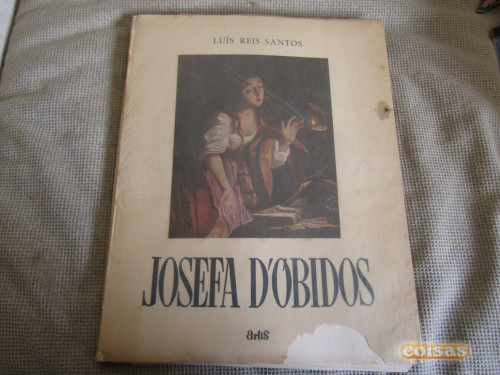 LUÍS REIS SANTOS
JOSEFA D'ÓBIDOS
artis
coisas